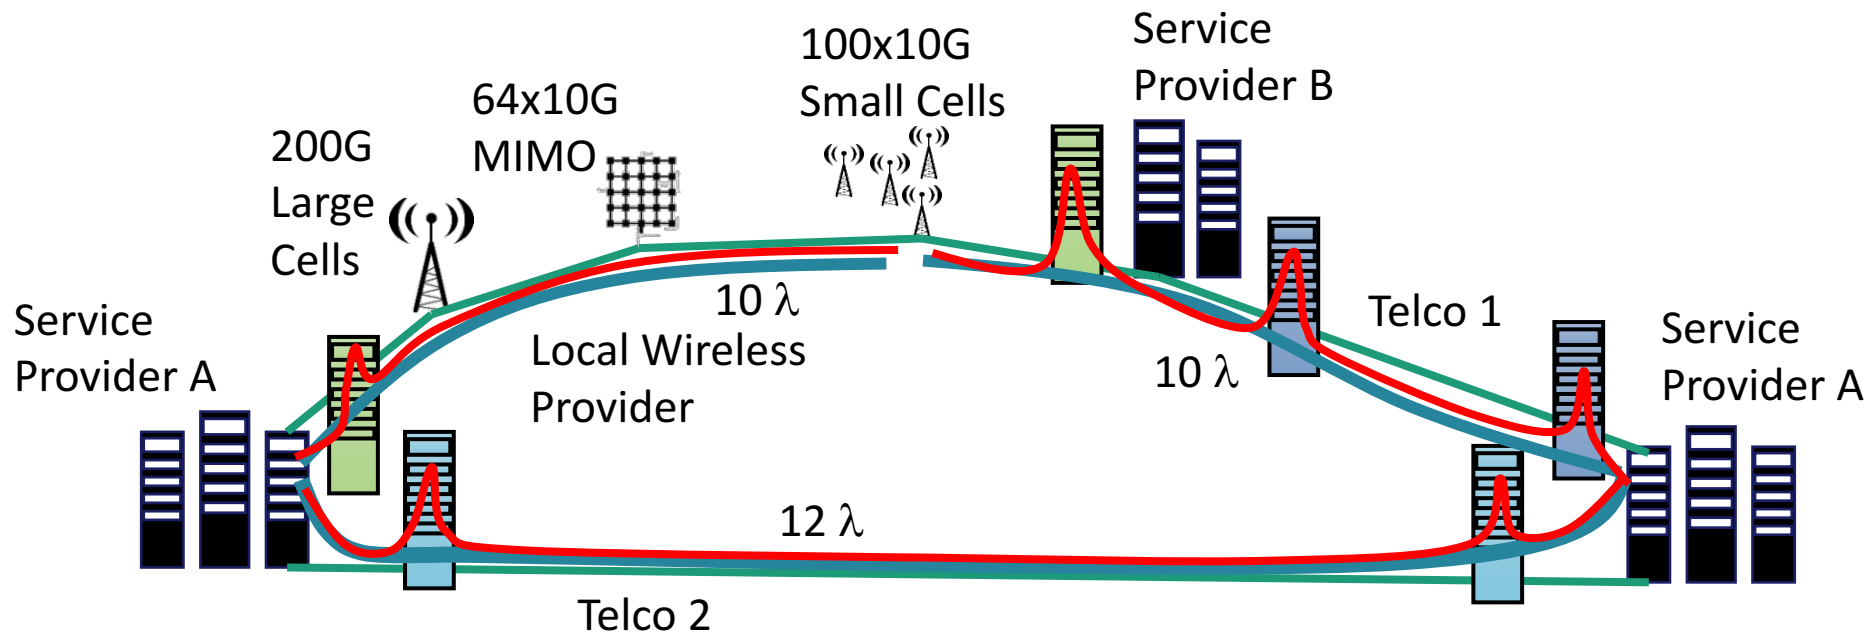 Service
Provider B
100x10G
Small Cells
64x10G
MIMO
200G
Large
Cells
Service
Provider A
10 λ
Local Wireless
Provider
Telco 1
10 λ
Service
Provider A
12 λ
Telco 2